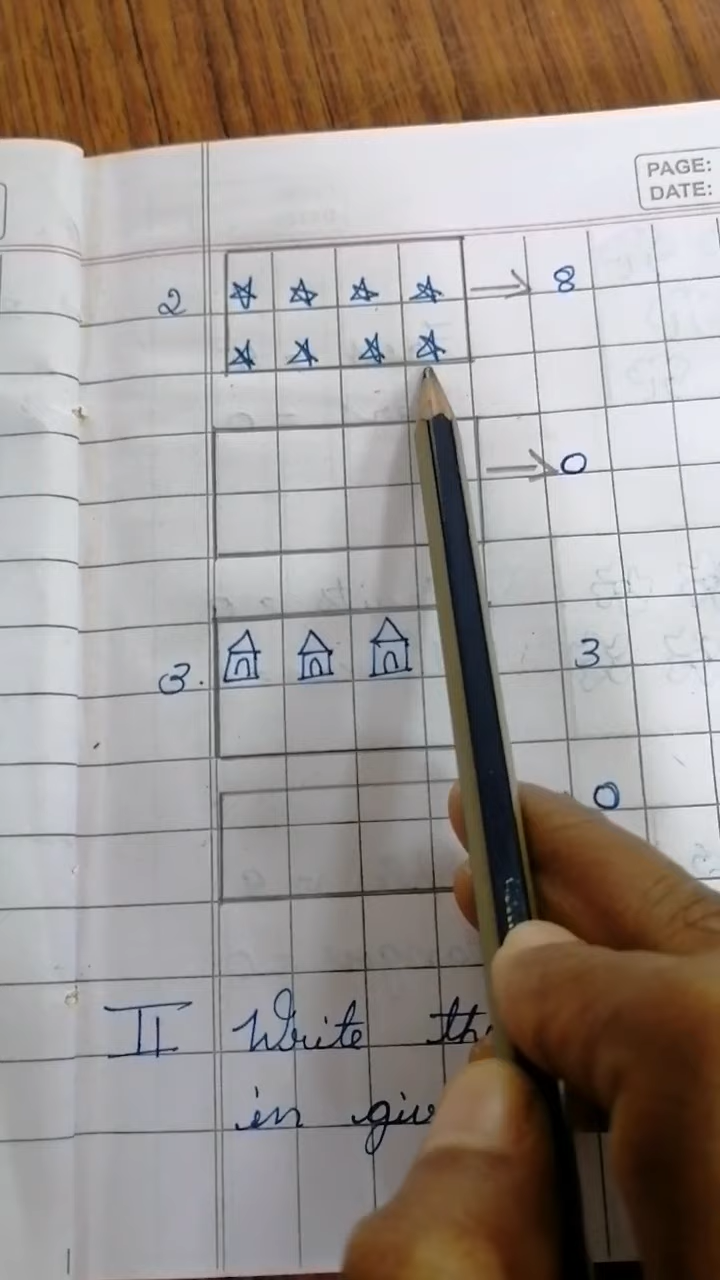 PAGE:
DATE:
2 → 8
→ 0
3. 3
0
II Write
in